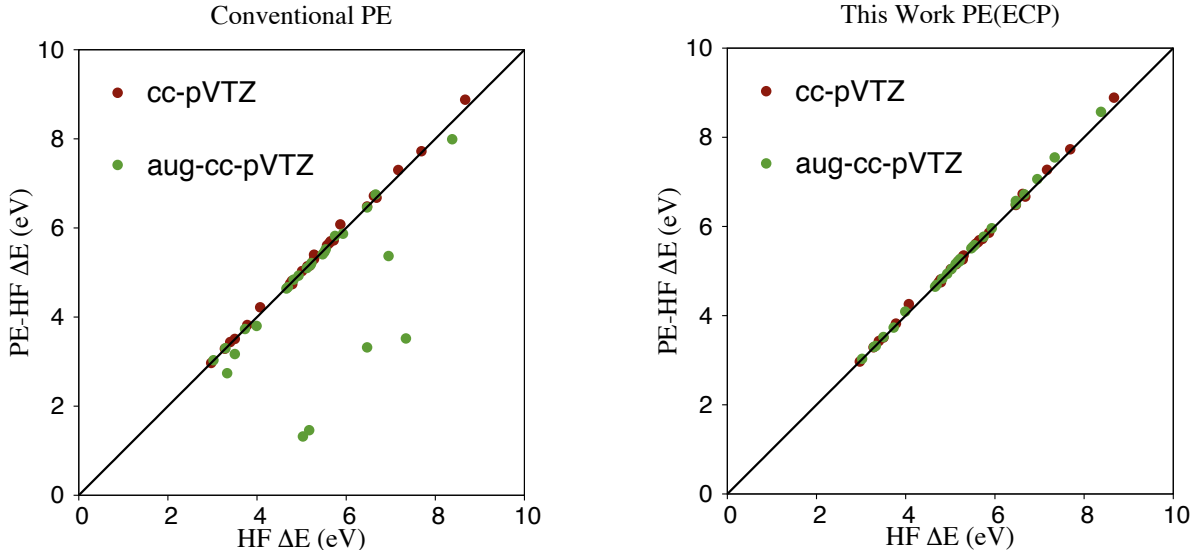 Conventional PE
10
8
6
4
2
0
PE-HF ΔE (eV)
cc-pVTZ
aug-cc-pVTZ
0 2 4 6 8 10
HF ΔE (eV)
This Work PE(ECP)
10
8
6
4
2
0
PE-HF ΔE (eV)
cc-pVTZ
aug-cc-pVTZ
0 2 4 6 8 10
HF ΔE (eV)